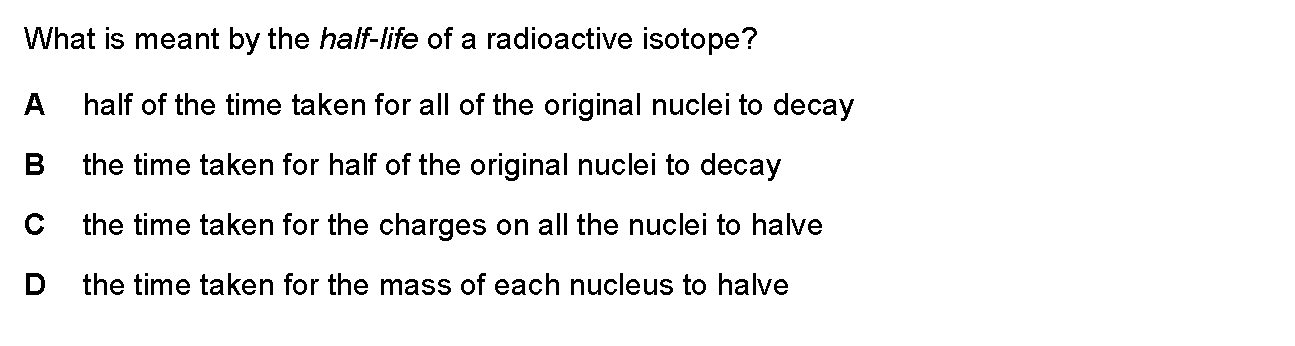 What is meant by the half-life of a radioactive isotope?
A half of the time taken for all of the original nuclei to decay
B the time taken for half of the original nuclei to decay
C the time taken for the charges on all the nuclei to halve
D the time taken for the mass of each nucleus to halve